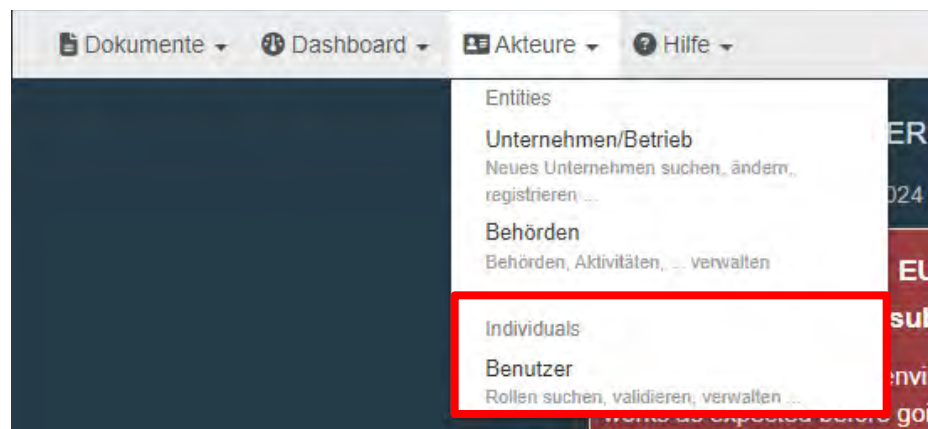 Dokumente Dashboard Akteure Hilfe
Entities
Unternehmen/Betrieb
Neues Unternehmen suchen, ändern,
registrieren ...
Behörden
Behörden, Aktivitäten, ... verwalten
Individuals
Benutzer
Rollen suchen, validieren, verwalten ...
ER
024
EU
sub
envi
works as expected before goi